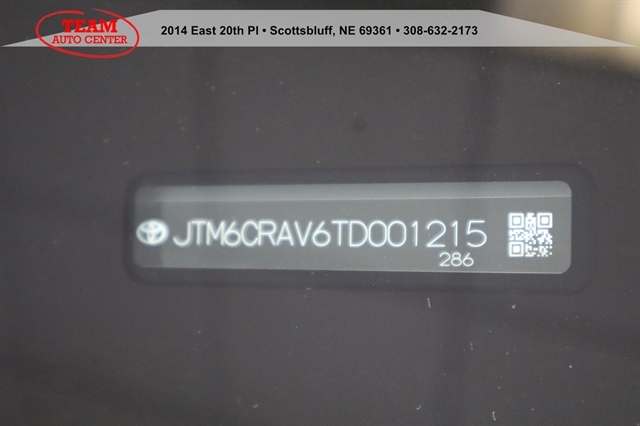 TEAM
AUTO CENTER
2014 East 20th Pl • Scottsbluff, NE 69361 • 308-632-2173
JTM6CRAV6TD001215
286